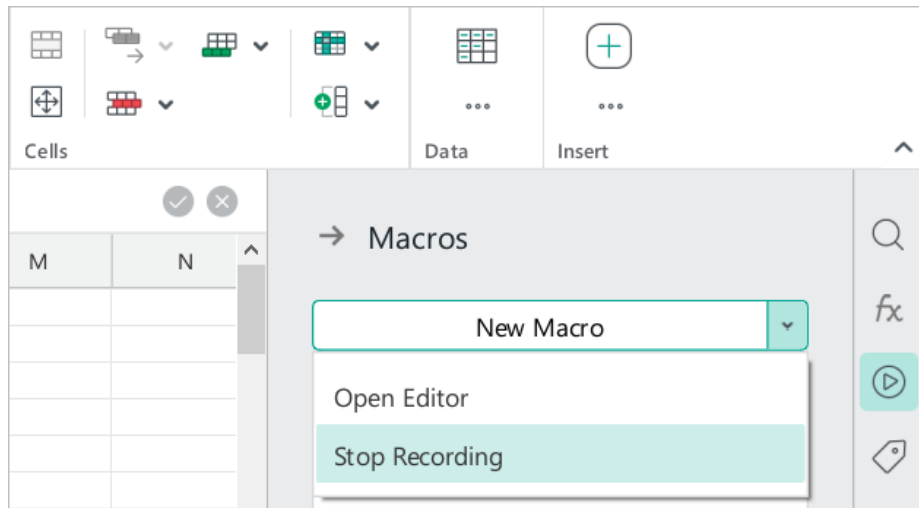 Cells
Data
Insert
M
N
Macros
New Macro
Open Editor
Stop Recording
fx